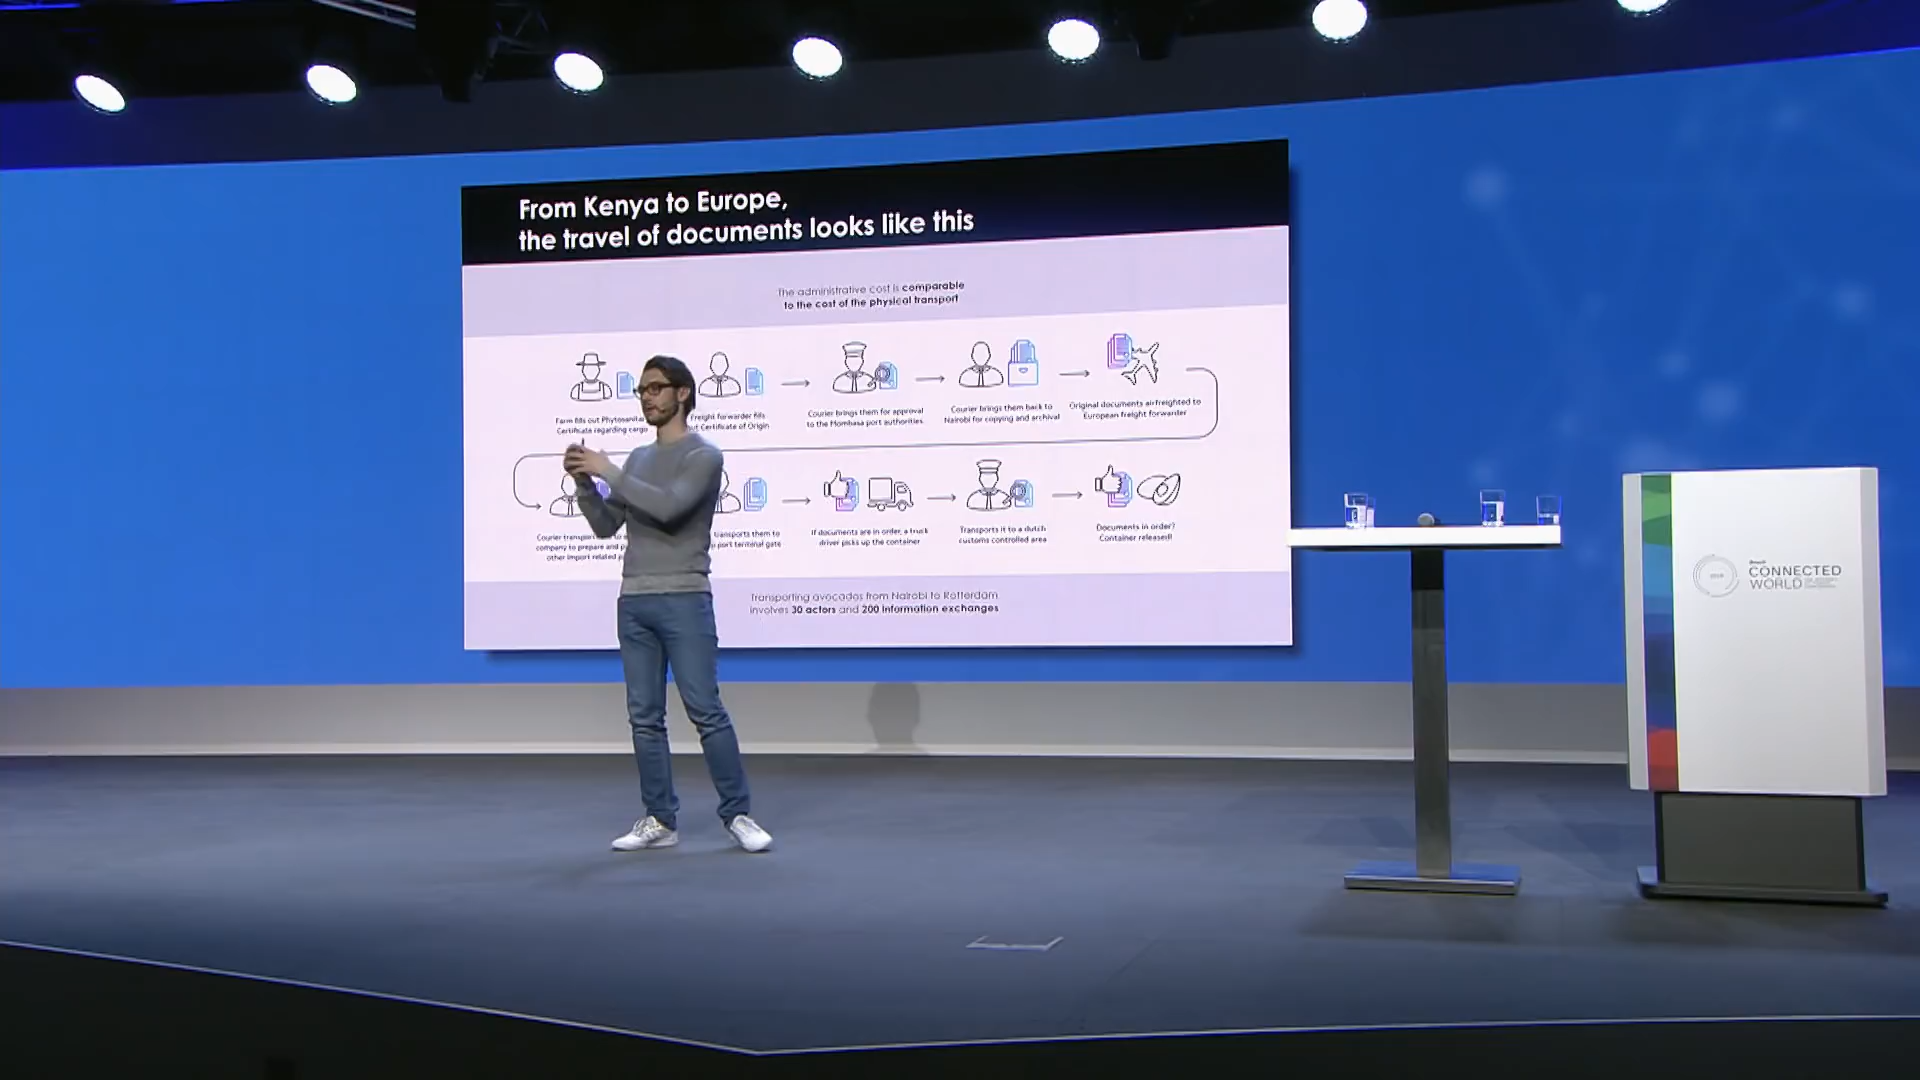 From Kenya to Europe,
the travel of documents looks like this
The administrative cost is comparable
to the cost of the physical transport
Farm fills out
Certificate regarding cargo
Freight forwarder fills
Certificate of Origin
Courier brings them for approval
to the Mombasa port authorities
Courier brings them back to
Nairobi for copying and archival
Original documents airfreighted to
European freight forwarder
Courier
company to prepare and
other import related
them to
port terminal gate
If documents are in order, a truck
driver picks up the container
Transports it to a dutch
customs controlled area
Documents in order?
Container released!
Transporting avocados from Nairobi to Rotterdam
involves 30 actors and 200 information exchanges
CONNECTED
WORLD